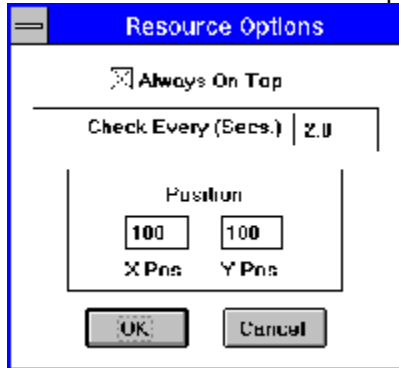 Resource Options
Always On Top
Check Every (Secs.) 2.0
Position
100 100
X Pos Y Pos
OK Cancel